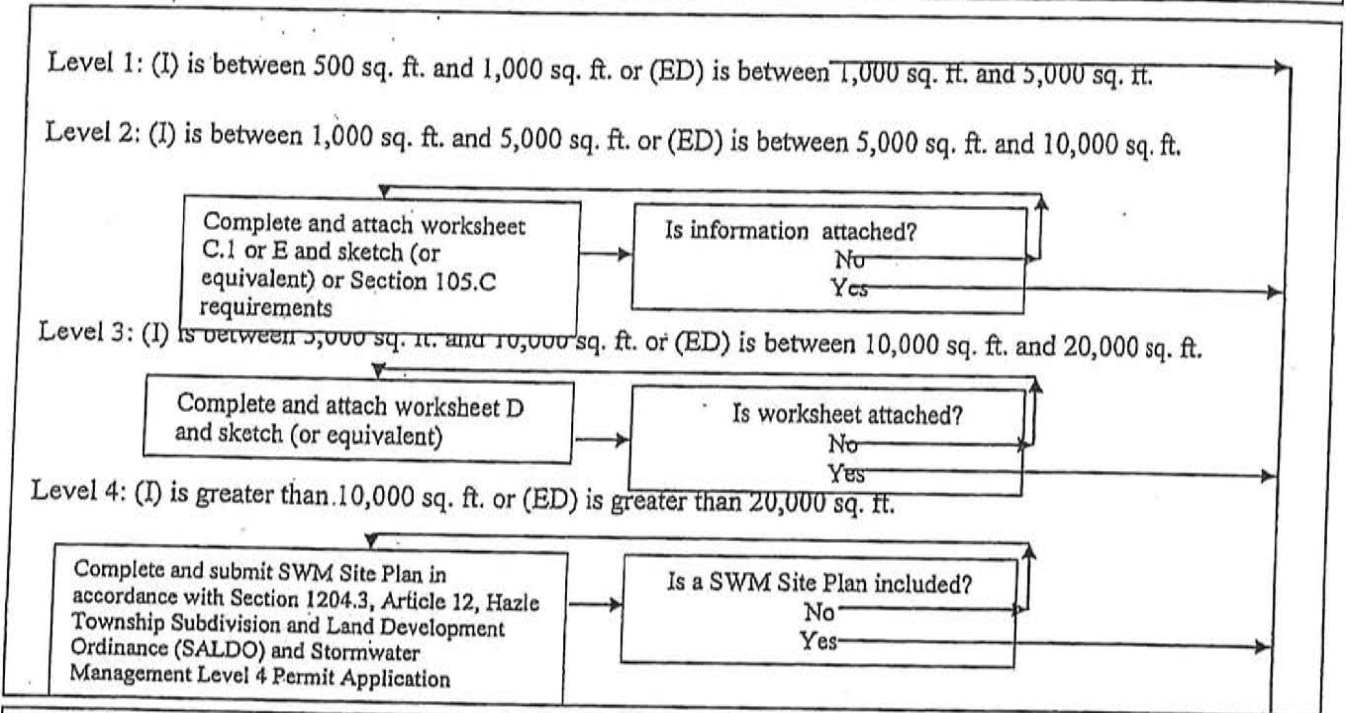 Level 1: (I) is between 500 sq. ft. and 1,000 sq. ft. or (ED) is between 1,000 sq. ft. and 5,000 sq. ft.
Level 2: (I) is between 1,000 sq. ft. and 5,000 sq. ft. or (ED) is between 5,000 sq. ft. and 10,000 sq. ft.
Complete and attach worksheet
C.1 or E and sketch (or
equivalent) or Section 105.C
requirements
Is information attached?
No
Yes
Level 3: (I) is between 5,000 sq. ft. and 10,000 sq. ft. or (ED) is between 10,000 sq. ft. and 20,000 sq. ft.
Complete and attach worksheet D
and sketch (or equivalent)
Is worksheet attached?
No
Yes
Level 4: (I) is greater than 10,000 sq. ft. or (ED) is greater than 20,000 sq. ft.
Complete and submit SWM Site Plan in
accordance with Section 1204.3, Article 12, Hazle
Township Subdivision and Land Development
Ordinance (SALDO) and Stormwater
Management Level 4 Permit Application
Is a SWM Site Plan included?
No
Yes